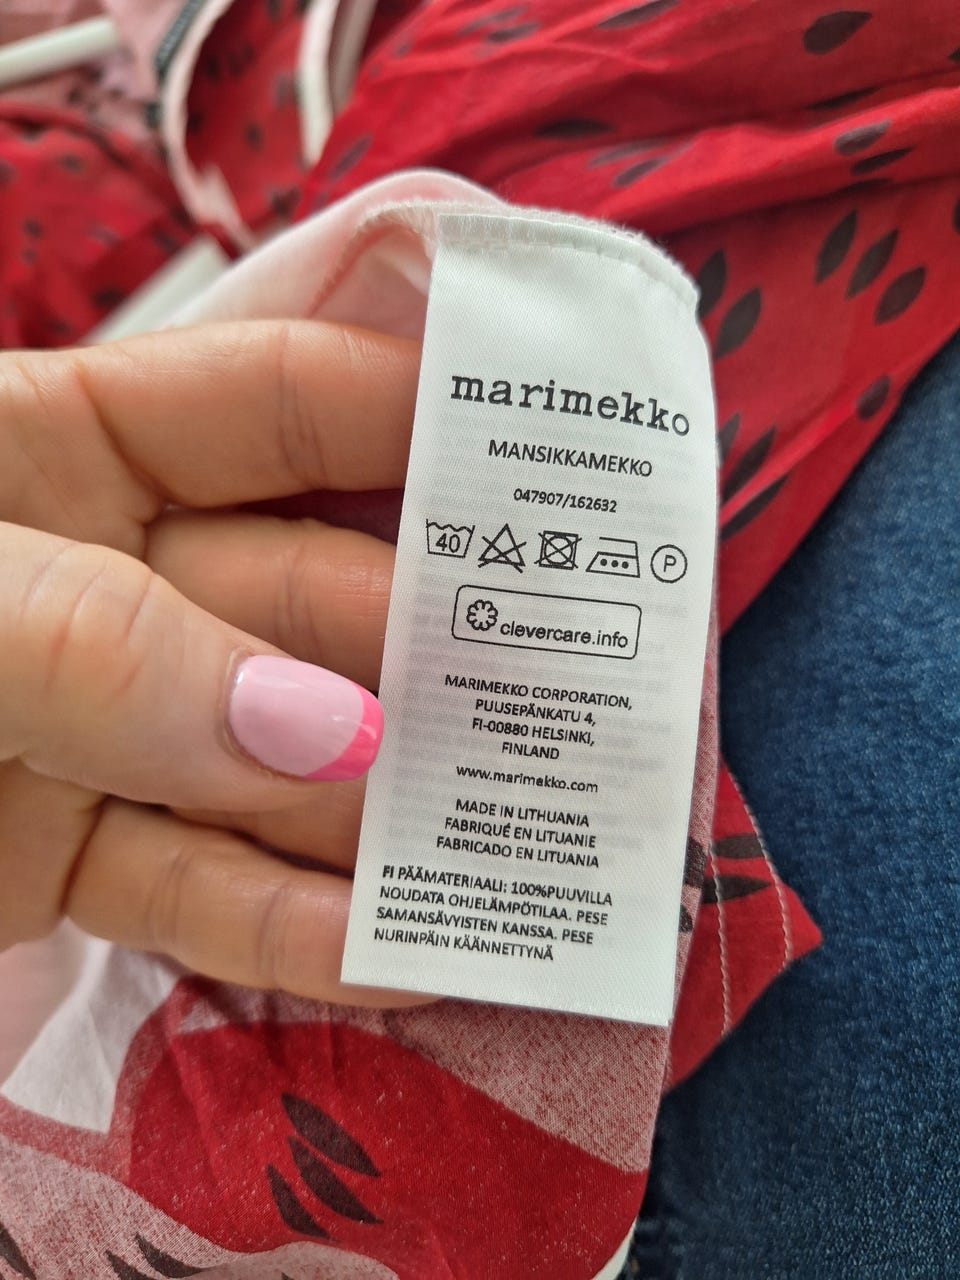 marimekko
MANSIKKAMEKKO
047907/162632
40 P
clevercare.info
MARIMEKKO CORPORATION,
PUUSEPÄNKATU 4,
FI-00880 HELSINKI,
FINLAND
www.marimekko.com
MADE IN LITHUANIA
FABRIQUÉ EN LITUANIE
FABRICADO EN LITUANIA
FI PÄÄMATERIAALI: 100%PUUVILLA
NOUDATA OHJELÄMPÖTILAA. PESE
SAMANSÄVYISTEN KANSSA. PESE
NURINPÄIN KÄÄNNETTYNÄ